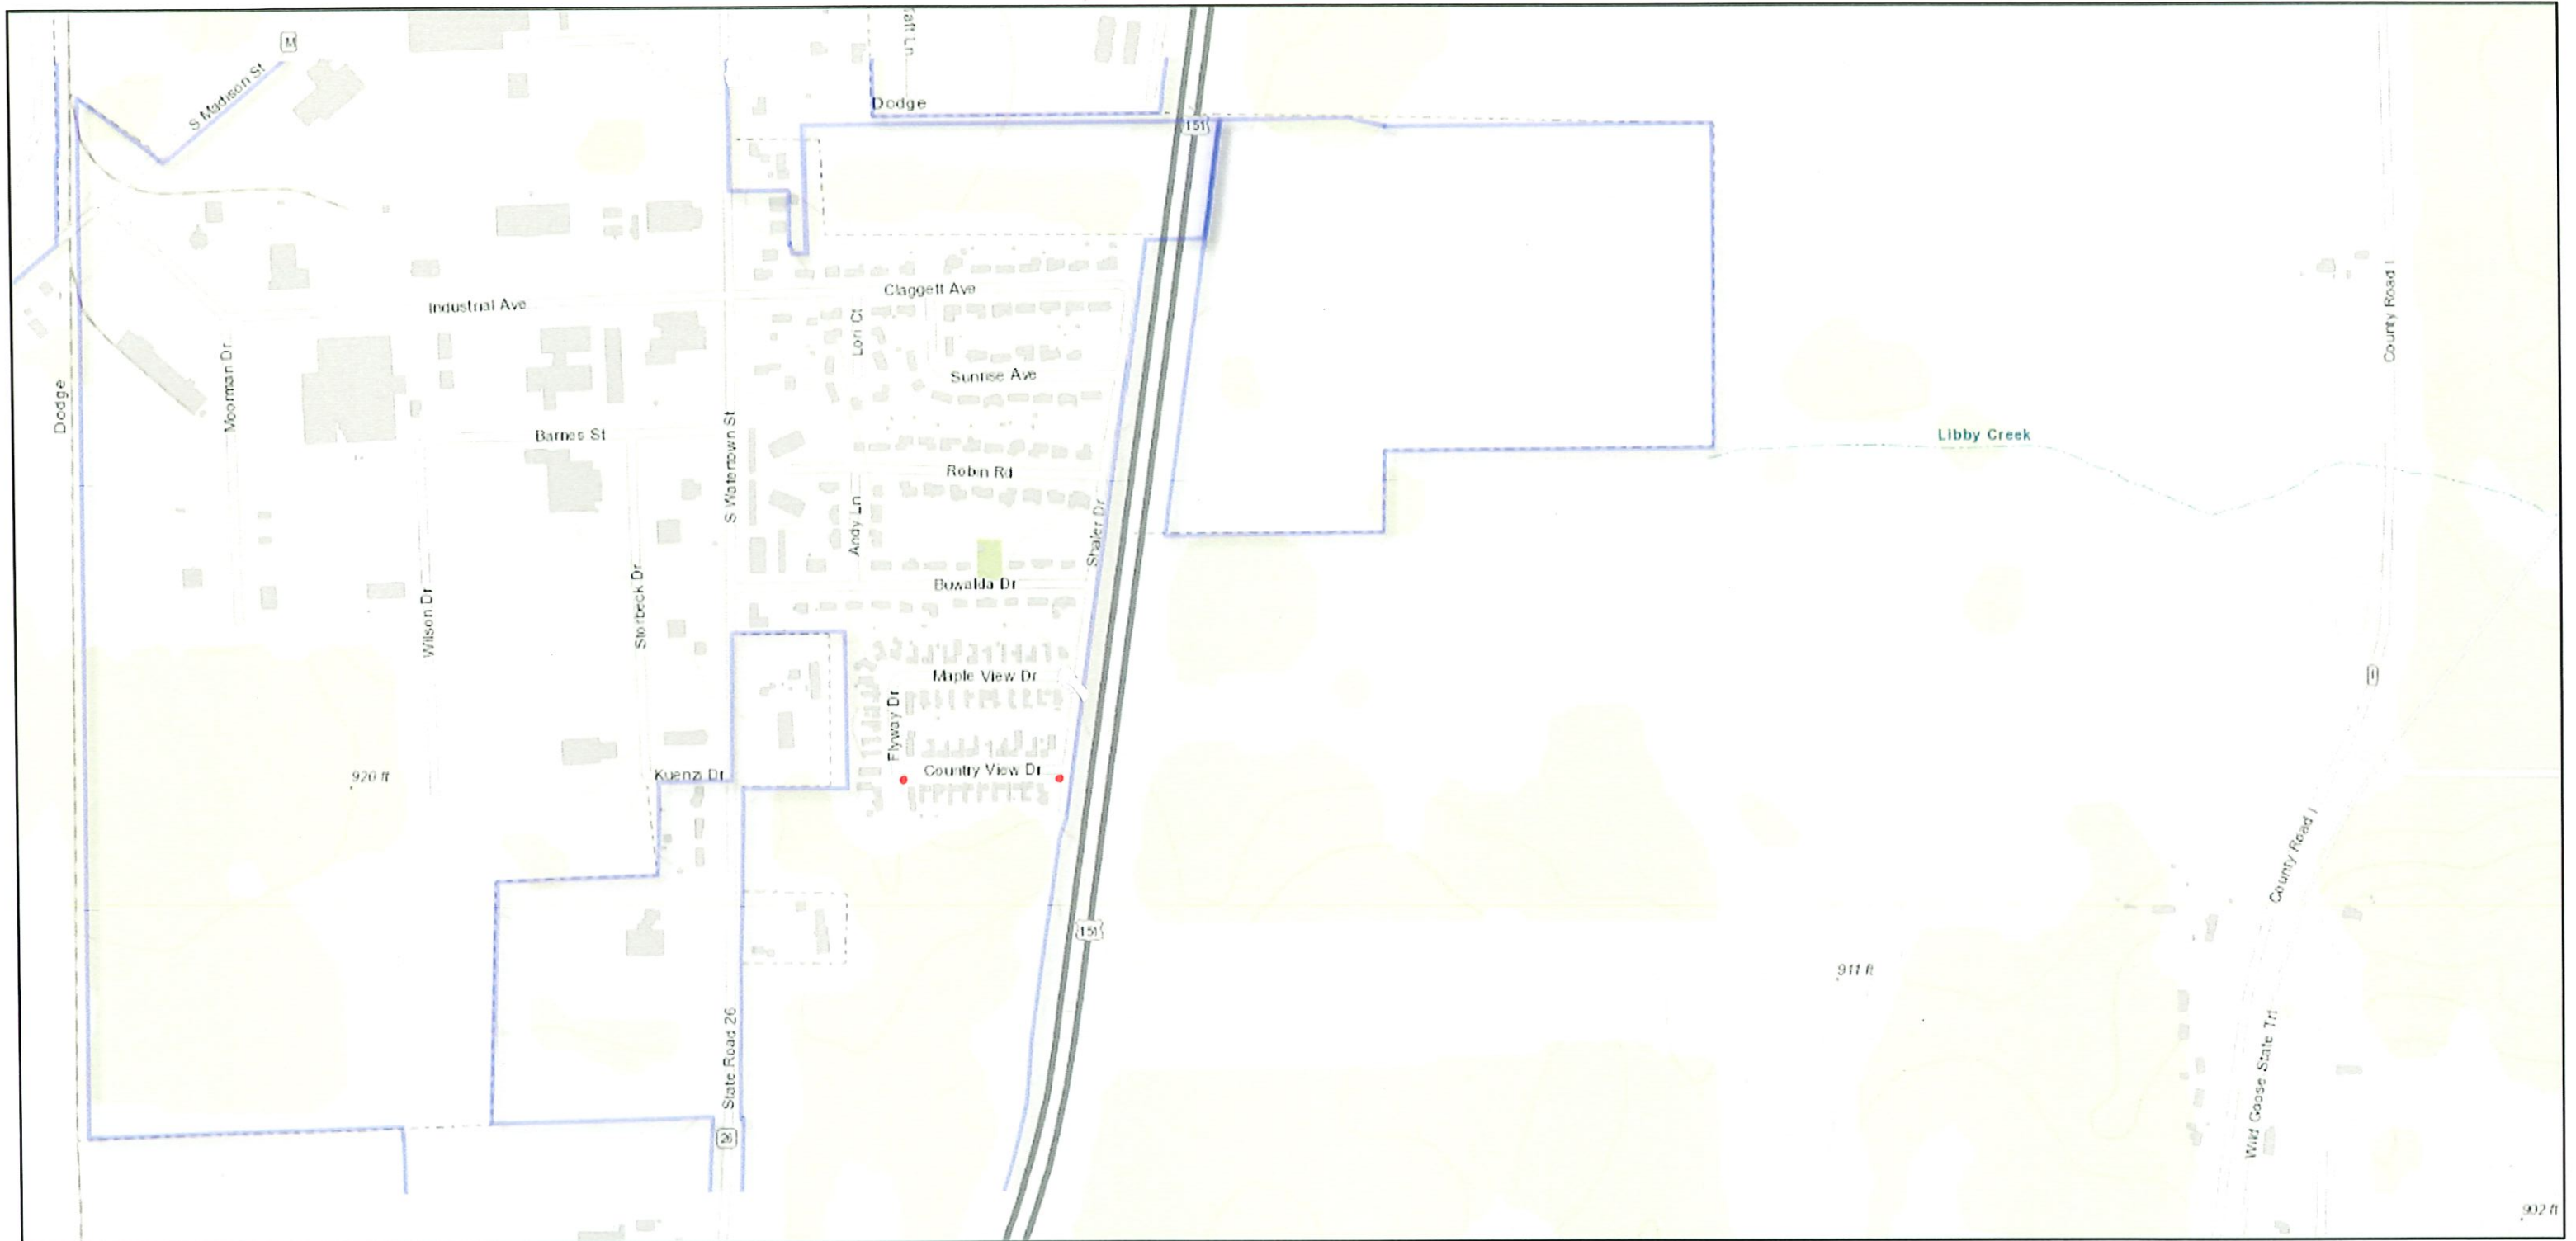 M
S Madison St
Dodge
151
Industrial Ave
Claggett Ave
Lori Ct
County Road I
Moorman Dr
Sunrise Ave
Dodge
Barnes St
S Watertown St
Libby Creek
Robin Rd
Andy Ln
Shaler Dr
Buwalda Dr
Wilson Dr
Storbeck Dr
Maple View Dr
I
Flyway Dr
Country View Dr
Kuenzi Dr
920 ft
County Road I
151
911 ft
State Road 26
Wild Goose State Trl
26
902 ft